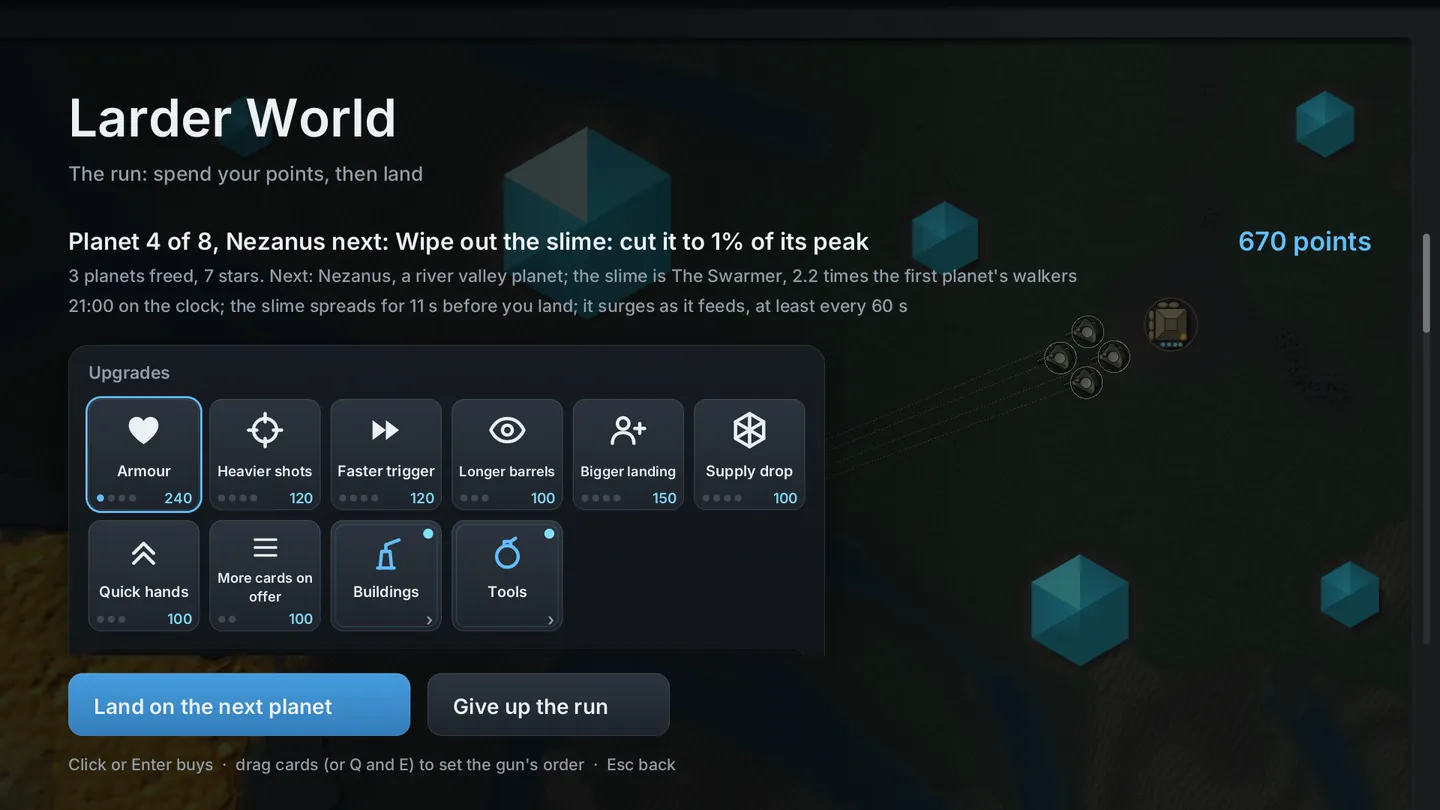 Larder World
The run: spend your points, then land
Planet 4 of 8, Nezanus next: Wipe out the slime: cut it to 1% of its peak
670 points
3 planets freed, 7 stars. Next: Nezanus, a river valley planet; the slime is The Swarmer, 2.2 times the first planet's walkers
21:00 on the clock; the slime spreads for 11 s before you land; it surges as it feeds, at least every 60 s
Upgrades
Armour
240
Heavier shots
120
Faster trigger
120
Longer barrels
100
Bigger landing
150
Supply drop
100
Quick hands
100
More cards on
offer
100
Buildings
Tools
Land on the next planet
Give up the run
Click or Enter buys · drag cards (or Q and E) to set the gun's order · Esc back